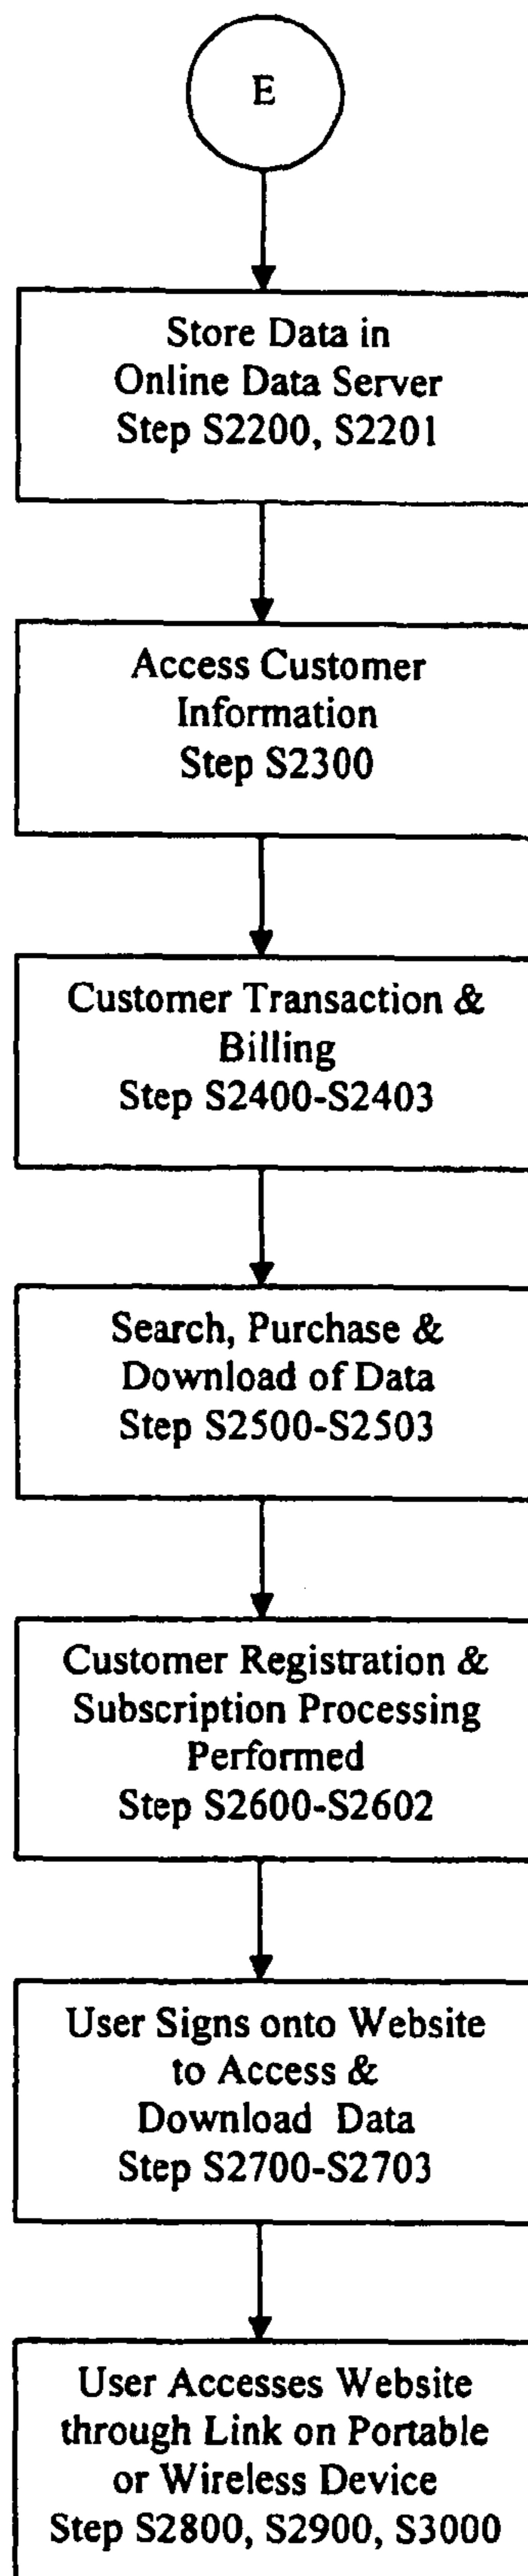 E
Store Data in
Online Data Server
Step S2200, S2201
Access Customer
Information
Step S2300
Customer Transaction &
Billing
Step S2400-S2403
Search, Purchase &
Download of Data
Step S2500-S2503
Customer Registration &
Subscription Processing
Performed
Step S2600-S2602
User Signs onto Website
to Access &
Download Data
Step S2700-S2703
User Accesses Website
through Link on Portable
or Wireless Device
Step S2800, S2900, S3000